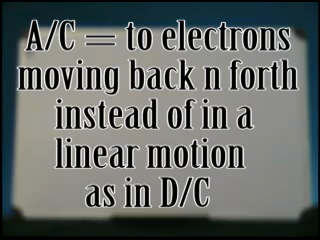 A/C = to electrons
moving back n forth
instead of in a
linear motion
as in D/C